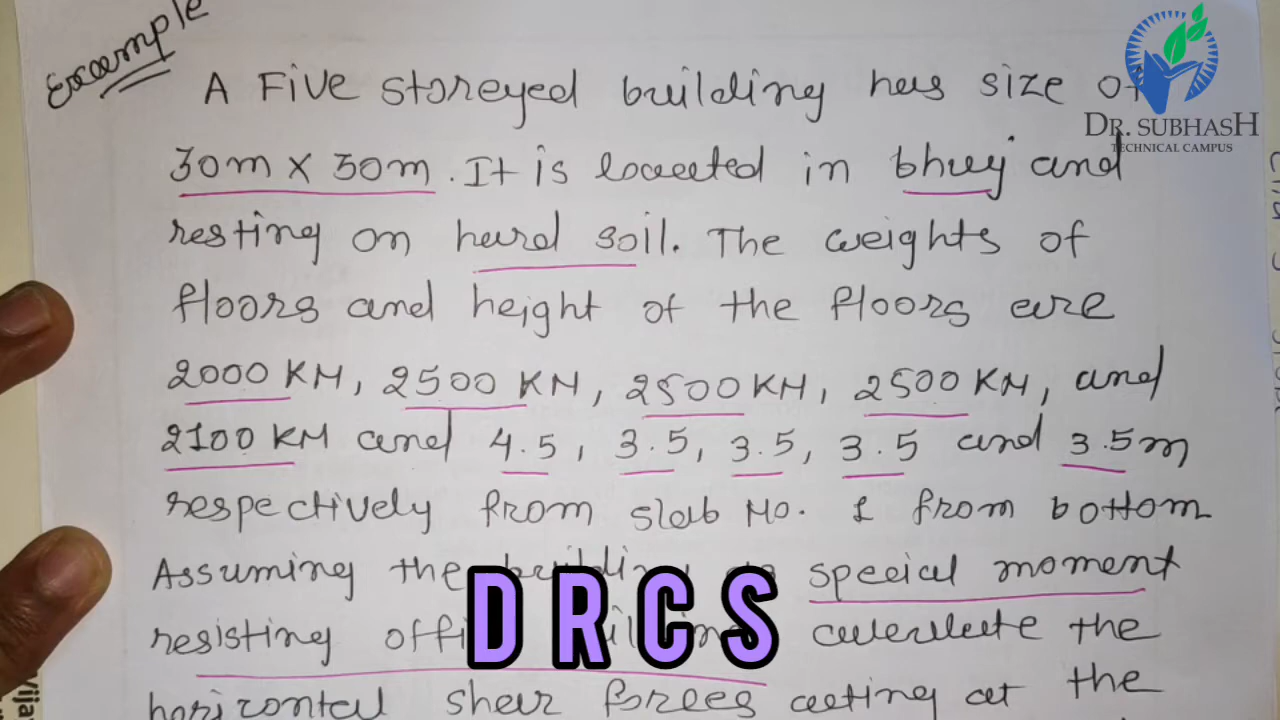 Example
A Five storeyed building has size of
30m x 30m. It is located in bhuj and
resting on hard soil. The weights of
floors and height of the floors are
2000 KN, 2500 KN, 2500 KN, 2500 KN, and
2100 KN and 4.5, 3.5, 3.5, 3.5 and 3.5m
respectively from slab No. 1 from bottom
Assuming the building as special moment
resisting calculate the
horizontal shear forces acting at the
DRCS
DR. SUBHASH
TECHNICAL CAMPUS